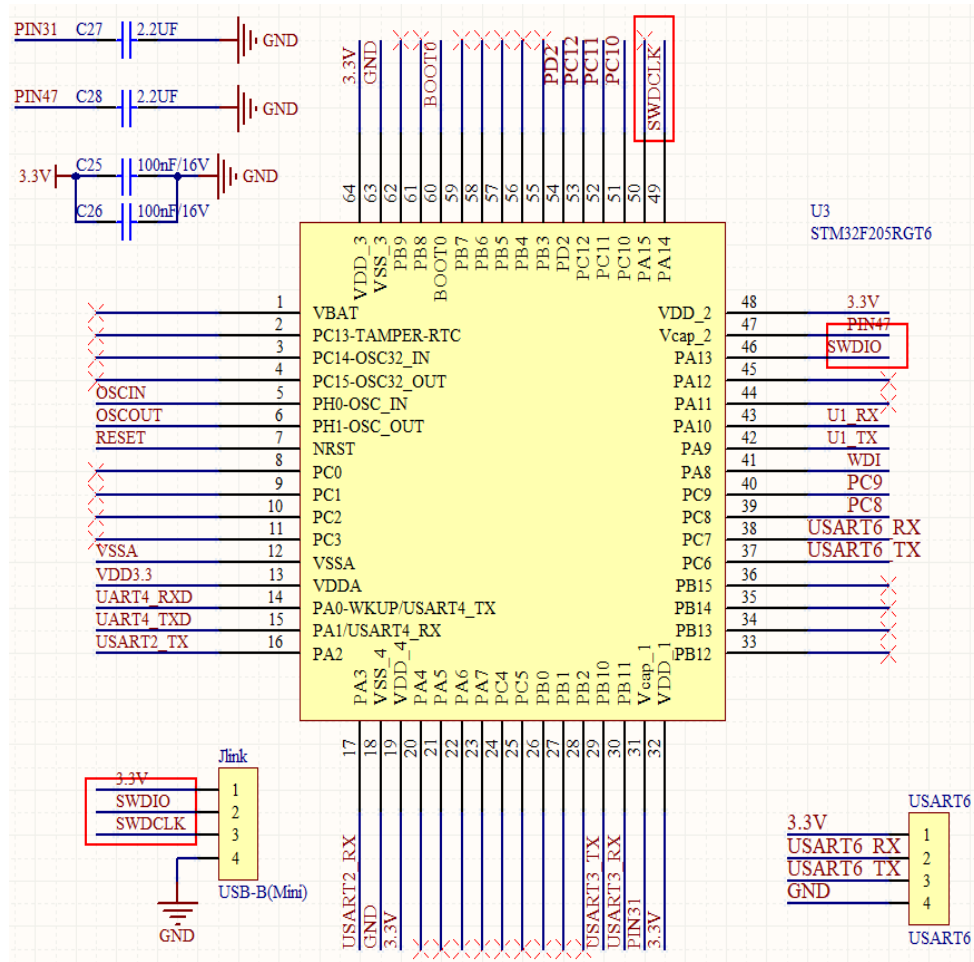 PIN31 C27 2.2UF GND
PIN47 C28 2.2UF GND
3.3V C25 100nF/16V GND
C26 100nF/16V
3.3V
GND
BOOT0
PD2
PC12
PC11
PC10
SWDCLK
64
63
62
61
60
59
58
57
56
55
54
53
52
51
50
49
VDD_3
VSS_3
PB9
PB8
BOOT0
PB7
PB6
PB5
PB4
PB3
PD2
PC12
PC11
PC10
PA15
PA14
U3
STM32F205RGT6
1 VBAT
2 PC13-TAMPER-RTC
3 PC14-OSC32_IN
4 PC15-OSC32_OUT
OSCIN 5 PH0-OSC_IN
OSCOUT 6 PH1-OSC_OUT
RESET 7 NRST
8 PC0
9 PC1
10 PC2
11 PC3
VSSA 12 VSSA
VDD3.3 13 VDDA
UART4_RXD 14 PA0-WKUP/USART4_TX
UART4_TXD 15 PA1/USART4_RX
USART2_TX 16 PA2
VDD_2 48 3.3V
Vcap_2 47 PIN47
PA13 46 SWDIO
PA12 45
PA11 44
PA10 43 U1_RX
PA9 42 U1_TX
PA8 41 WDI
PC9 40 PC9
PC8 39 PC8
PC7 38 USART6_RX
PC6 37 USART6_TX
PB15 36
PB14 35
PB13 34
PB12 33
PA3
VSS_4
VDD_4
PA4
PA5
PA6
PA7
PC4
PC5
PB0
PB1
PB2
PB10
PB11
Vcap_1
VDD_1
17
18
19
20
21
22
23
24
25
26
27
28
29
30
31
32
USART2_RX
GND
3.3V
USART3_TX
USART3_RX
PIN31
3.3V
Jlink
3.3V 1
SWDIO 2
SWDCLK 3
4
USB-B(Mini)
GND
USART6
3.3V 1
USART6_RX 2
USART6_TX 3
GND 4
USART6